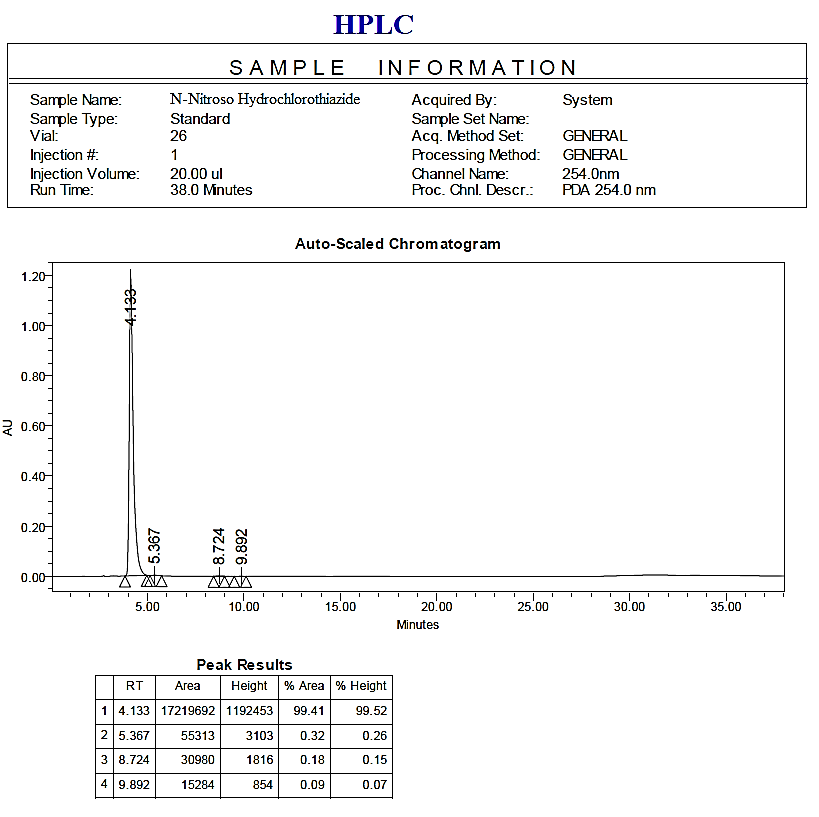 HPLC
SAMPLE INFORMATION
Sample Name: N-Nitroso Hydrochlorothiazide Acquired By: System
Sample Type: Standard Sample Set Name:
Vial: 26 Acq. Method Set: GENERAL
Injection #: 1 Processing Method: GENERAL
Injection Volume: 20.00 ul Channel Name: 254.0nm
Run Time: 38.0 Minutes Proc. Chnl. Descr.: PDA 254.0 nm
Auto-Scaled Chromatogram
AU
1.20
1.00
0.80
0.60
0.40
0.20
0.00
4.133
5.367
8.724
9.892
5.00 10.00 15.00 20.00 25.00 30.00 35.00
Minutes
Peak Results
RT Area Height % Area % Height
1 4.133 17219692 1192453 99.41 99.52
2 5.367 55313 3103 0.32 0.26
3 8.724 30980 1816 0.18 0.15
4 9.892 15284 854 0.09 0.07